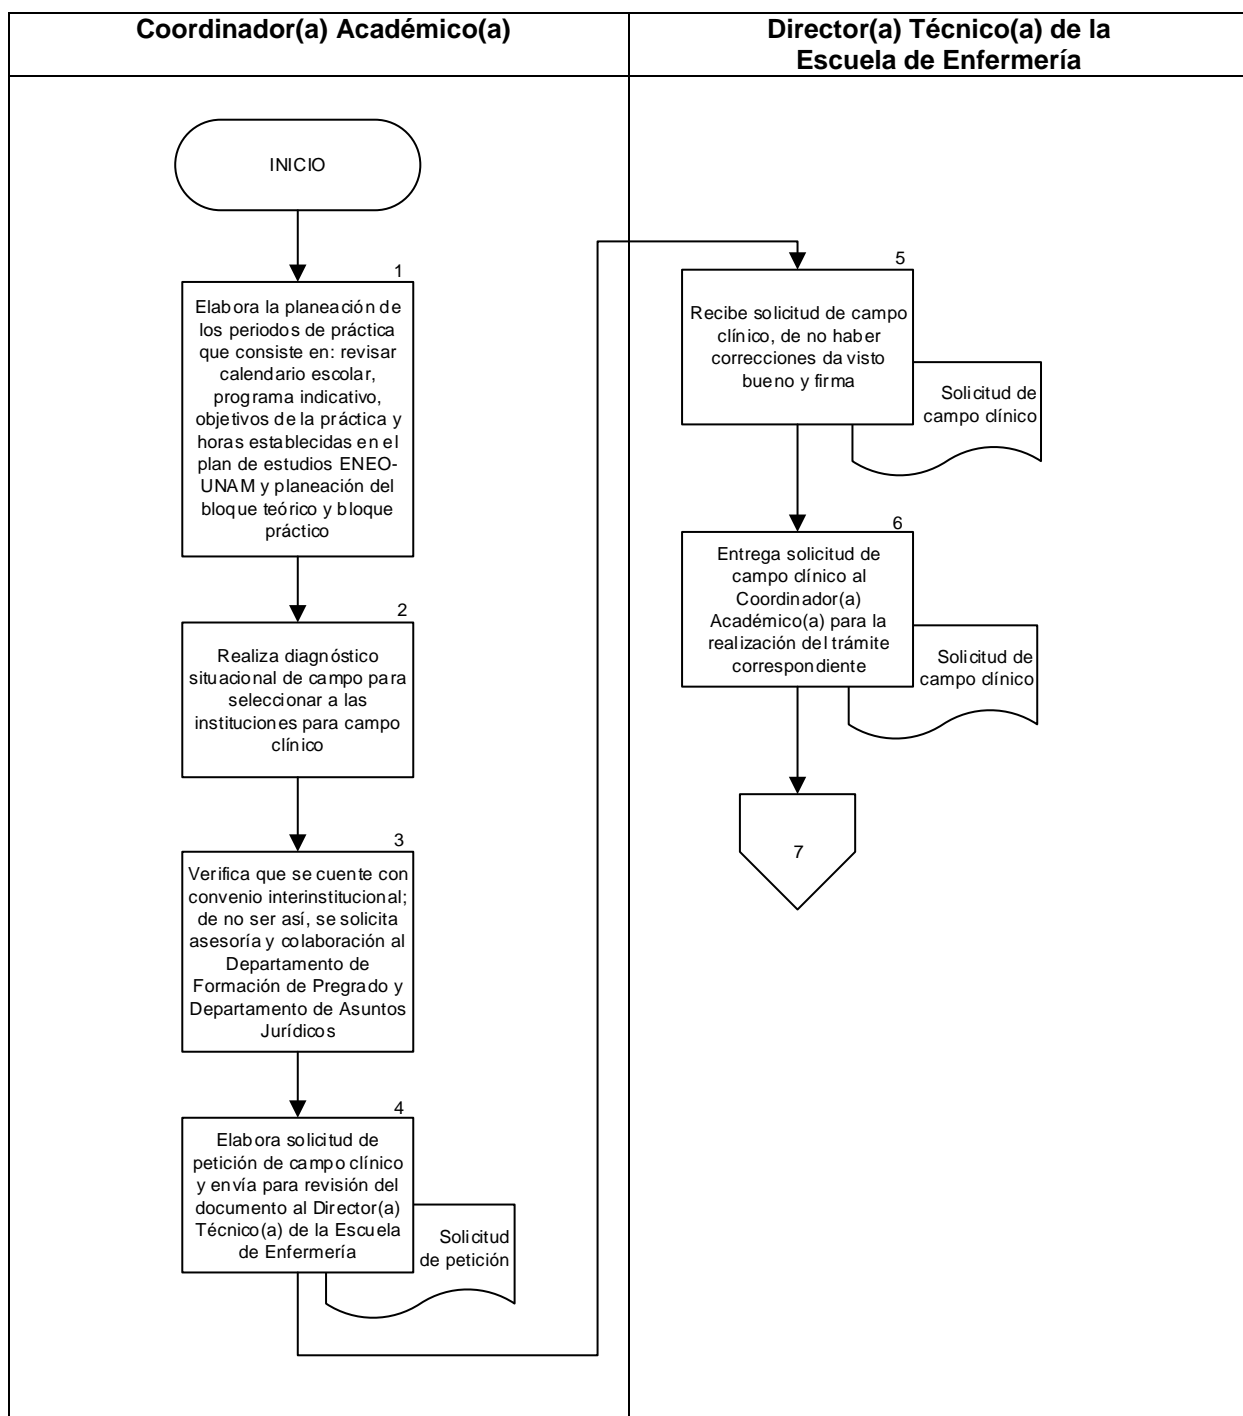 Coordinador(a) Académico(a)
Director(a) Técnico(a) de la
Escuela de Enfermería
INICIO
1
Elabora la planeación de
los periodos de práctica
que consiste en: revisar
calendario escolar,
programa indicativo,
objetivos de la práctica y
horas establecidas en el
plan de estudios ENEO-
UNAM y planeación del
bloque teórico y bloque
práctico
2
Realiza diagnóstico
situacional de campo para
seleccionar a las
instituciones para campo
clínico
3
Verifica que se cuente con
convenio interinstitucional;
de no ser así, se solicita
asesoría y colaboración al
Departamento de
Formación de Pregrado y
Departamento de Asuntos
Jurídicos
4
Elabora solicitud de
petición de campo clínico
y envía para revisión del
documento al Director(a)
Técnico(a) de la Escuela
de Enfermería
Solicitud
de petición
5
Recibe solicitud de campo
clínico, de no haber
correcciones da visto
bueno y firma
Solicitud de
campo clínico
6
Entrega solicitud de
campo clínico al
Coordinador(a)
Académico(a) para la
realización del trámite
correspondiente
Solicitud de
campo clínico
7